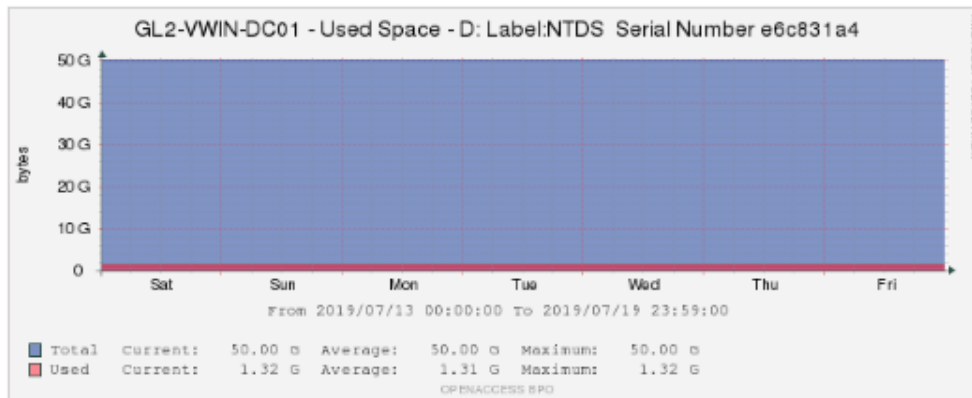 GL2-VWIN-DC01 - Used Space - D: Label:NTDS Serial Number e6c831a4
50 G
40 G
30 G
20 G
10 G
0
bytes
Sat Sun Mon Tue Wed Thu Fri
From 2019/07/13 00:00:00 To 2019/07/19 23:59:00
Total Current: 50.00 G Average: 50.00 G Maximum: 50.00 G
Used Current: 1.32 G Average: 1.31 G Maximum: 1.32 G
OPENACCESS BPO